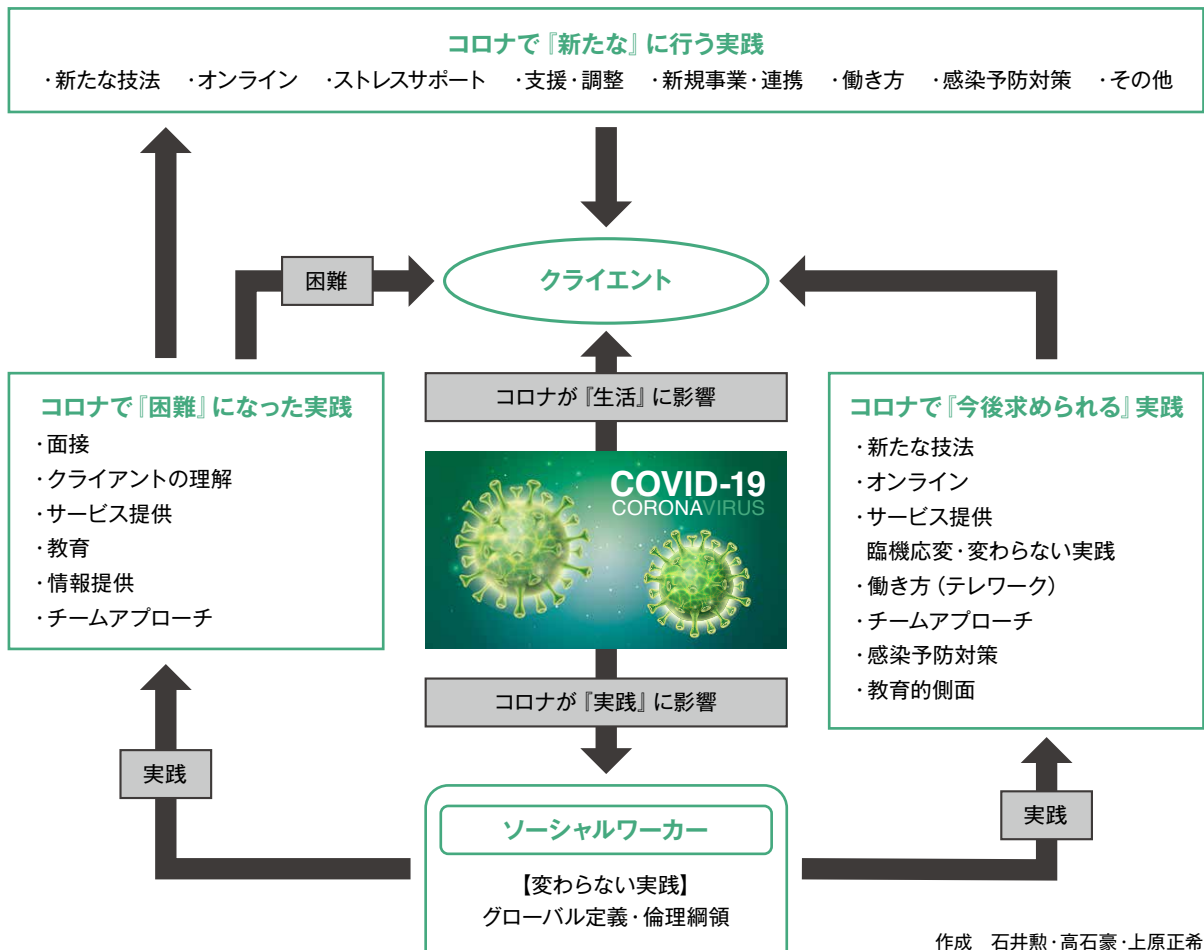 コロナで『新たな』に行う実践
・新たな技法 ・オンライン ・ストレスサポート ・支援・調整 ・新規事業・連携 ・働き方 ・感染予防対策 ・その他
困難
クライエント
コロナで『困難』になった実践
・面接
・クライアントの理解
・サービス提供
・教育
・情報提供
・チームアプローチ
コロナが『生活』に影響
COVID-19
CORONAVIRUS
コロナが『実践』に影響
コロナで『今後求められる』実践
・新たな技法
・オンライン
・サービス提供
臨機応変・変わらない実践
・働き方（テレワーク）
・チームアプローチ
・感染予防対策
・教育的側面
実践
実践
ソーシャルワーカー
【変わらない実践】
グローバル定義・倫理綱領
作成 石井勲・高石豪・上原正希